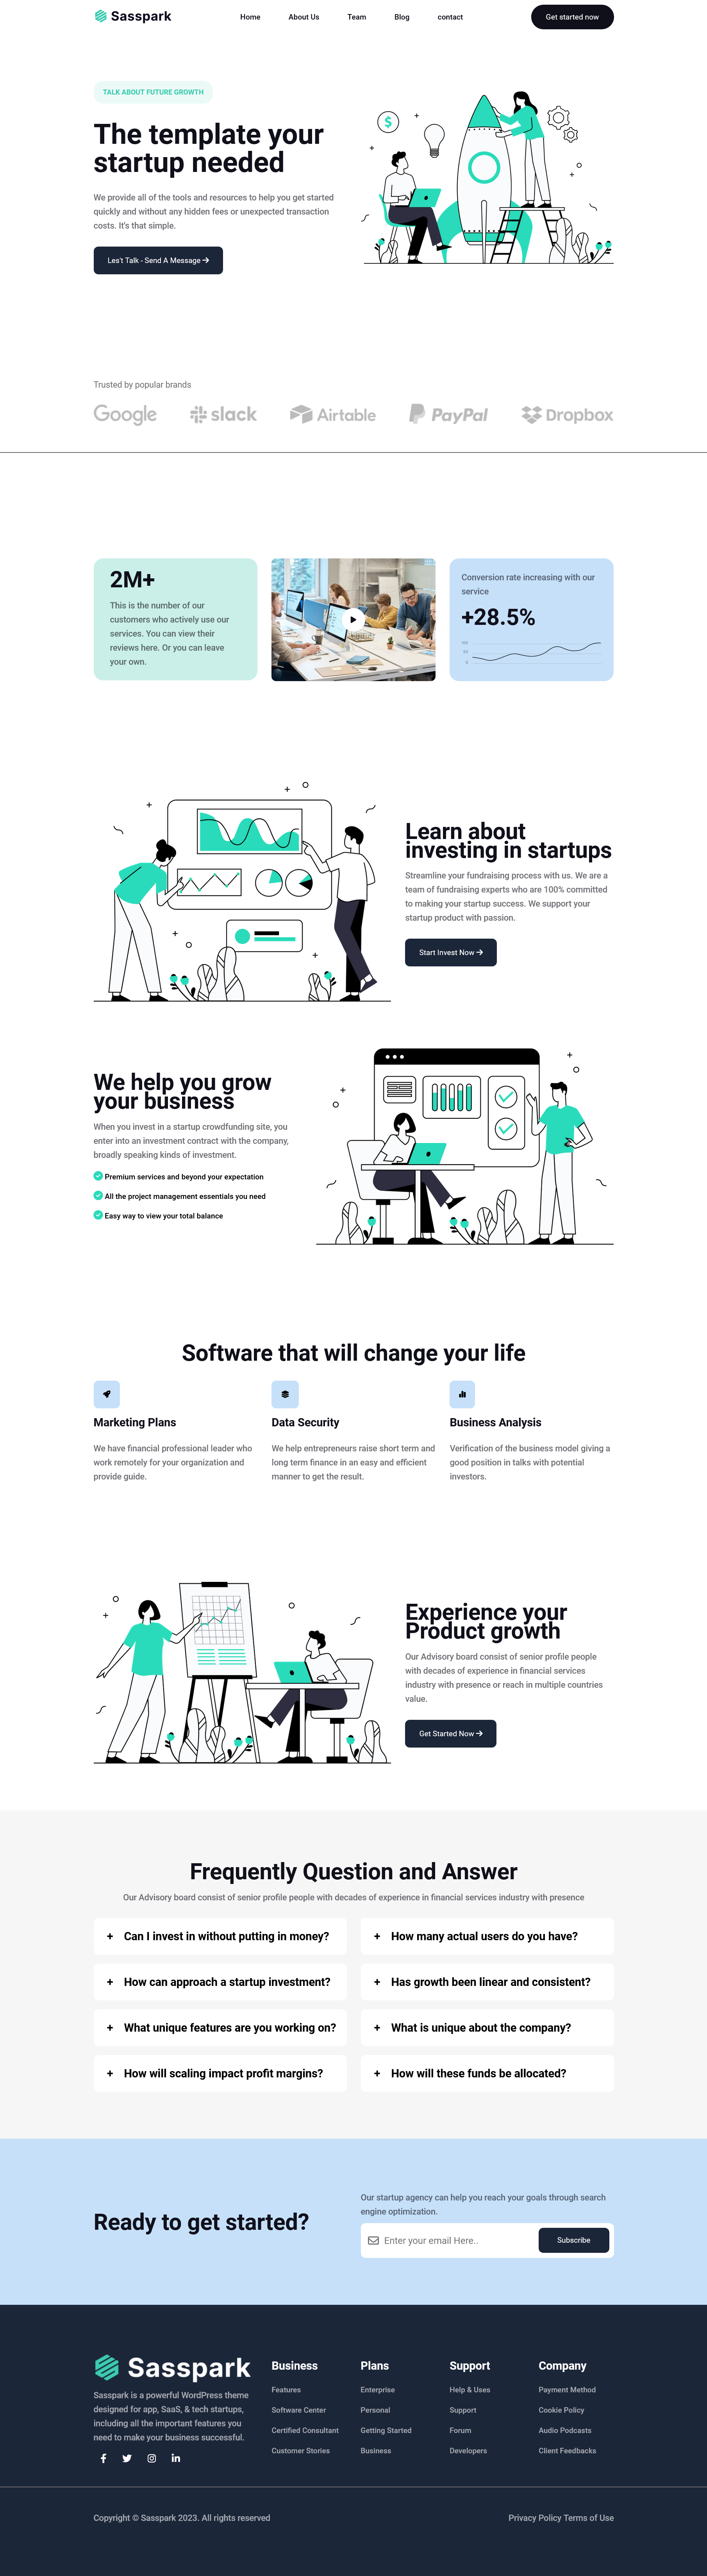 Sasspark
Home
About Us
Team
Blog
contact
Get started now
TALK ABOUT FUTURE GROWTH
The template your
startup needed
We provide all of the tools and resources to help you get started
quickly and without any hidden fees or unexpected transaction
costs. It's that simple.
Les't Talk - Send A Message
Trusted by popular brands
Google
slack
Airtable
PayPal
Dropbox
2M+
This is the number of our
customers who actively use our
services. You can view their
reviews here. Or you can leave
your own.
Conversion rate increasing with our
service
+28.5%
100
50
0
Learn about
investing in startups
Streamline your fundraising process with us. We are a
team of fundraising experts who are 100% committed
to making your startup success. We support your
startup product with passion.
Start Invest Now
We help you grow
your business
When you invest in a startup crowdfunding site, you
enter into an investment contract with the company,
broadly speaking kinds of investment.
Premium services and beyond your expectation
All the project management essentials you need
Easy way to view your total balance
Software that will change your life
Marketing Plans
We have financial professional leader who
work remotely for your organization and
provide guide.
Data Security
We help entrepreneurs raise short term and
long term finance in an easy and efficient
manner to get the result.
Business Analysis
Verification of the business model giving a
good position in talks with potential
investors.
Experience your
Product growth
Our Advisory board consist of senior profile people
with decades of experience in financial services
industry with presence or reach in multiple countries
value.
Get Started Now
Frequently Question and Answer
Our Advisory board consist of senior profile people with decades of experience in financial services industry with presence
+ Can I invest in without putting in money?
+ How many actual users do you have?
+ How can approach a startup investment?
+ Has growth been linear and consistent?
+ What unique features are you working on?
+ What is unique about the company?
+ How will scaling impact profit margins?
+ How will these funds be allocated?
Ready to get started?
Our startup agency can help you reach your goals through search
engine optimization.
Enter your email Here..
Subscribe
Sasspark
Sasspark is a powerful WordPress theme
designed for app, SaaS, & tech startups,
including all the important features you
need to make your business successful.
Business
Features
Software Center
Certified Consultant
Customer Stories
Plans
Enterprise
Personal
Getting Started
Business
Support
Help & Uses
Support
Forum
Developers
Company
Payment Method
Cookie Policy
Audio Podcasts
Client Feedbacks
Copyright © Sasspark 2023. All rights reserved
Privacy Policy Terms of Use